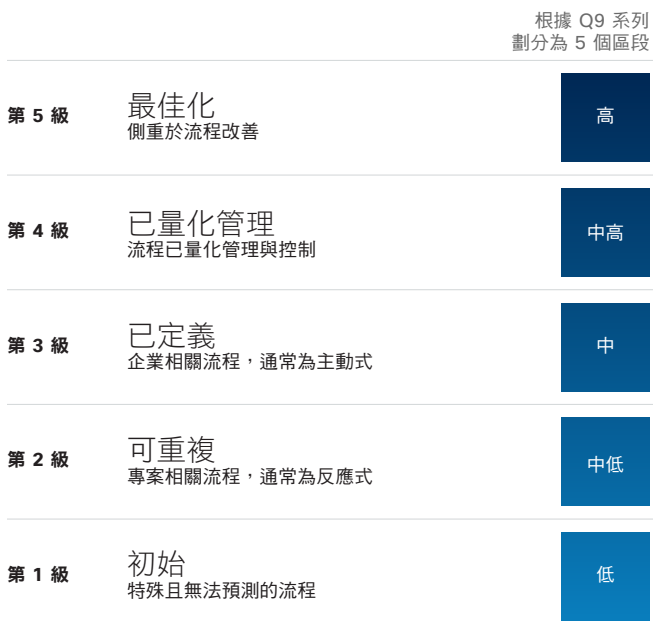 根據 Q9 系列
劃分為 5 個區段
第 5 級
最佳化
側重於流程改善
高
第 4 級
已量化管理
流程已量化管理與控制
中高
第 3 級
已定義
企業相關流程，通常為主動式
中
第 2 級
可重複
專案相關流程，通常為反應式
中低
第 1 級
初始
特殊且無法預測的流程
低